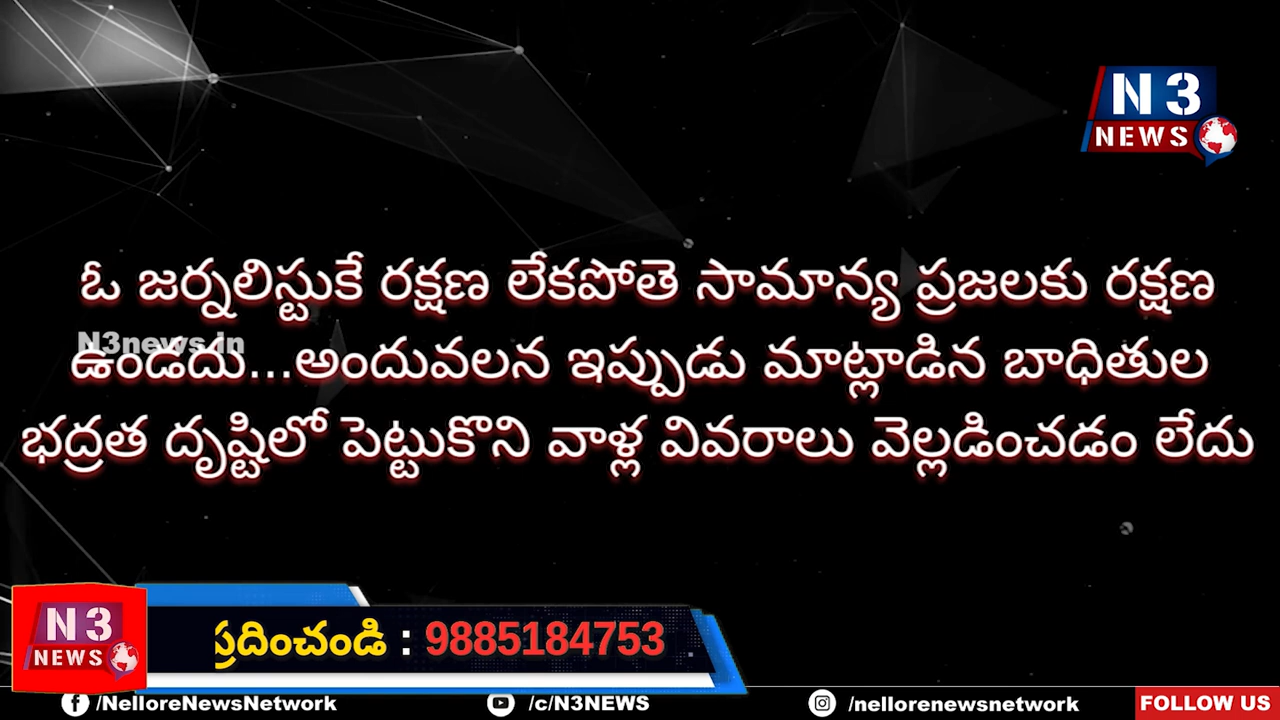 N3
NEWS
ఓ జర్నలిస్టుకే రక్షణ లేకపోతె సామాన్య ప్రజలకు రక్షణ
N3news.in
ఉండదు...అందువలన ఇప్పుడు మాట్లాడిన బాధితుల
భద్రత దృష్టిలో పెట్టుకొని వాళ్ల వివరాలు వెల్లడించడం లేదు
N3
NEWS
: 9885184753
/NelloreNewsNetwork
/c/N3NEWS
/nellorenewsnetwork
FOLLOW US